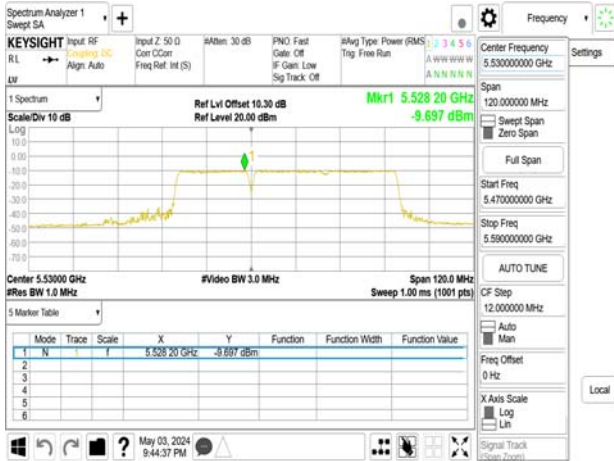 Spectrum Analyzer 1
Swept SA
Frequency
KEYSIGHT
RL
Input: RF
Coupling: DC
Align: Auto
Input Z: 50 Ω
Corr CCorr
Freq Ref: Int (S)
#Atten: 30 dB
PNO: Fast
Gate: Off
IF Gain: Low
Sig Track: Off
#Avg Type: Power (RMS
Trig: Free Run
1 2 3 4 5 6
A W W W W W
A N N N N N
1 Spectrum
Scale/Div 10 dB
Ref Lvl Offset 10.30 dB
Ref Level 20.00 dBm
Mkr1 5.528 20 GHz
-9.697 dBm
Log
10.0
0.00
-10.0
-20.0
-30.0
-40.0
-50.0
-60.0
-70.0
1
Center 5.53000 GHz
#Res BW 1.0 MHz
#Video BW 3.0 MHz
Span 120.0 MHz
Sweep 1.00 ms (1001 pts)
5 Marker Table
Mode Trace Scale X Y Function Function Width Function Value
1 N 1 f 5.528 20 GHz -9.697 dBm
2
3
4
5
6
May 03, 2024
9:44:37 PM
Center Frequency
5.530000000 GHz
Span
120.000000 MHz
Swept Span
Zero Span
Full Span
Start Freq
5.470000000 GHz
Stop Freq
5.590000000 GHz
AUTO TUNE
CF Step
12.000000 MHz
Auto
Man
Freq Offset
0 Hz
X Axis Scale
Log
Lin
Signal Track
(Span Zoom)
Settings
Local